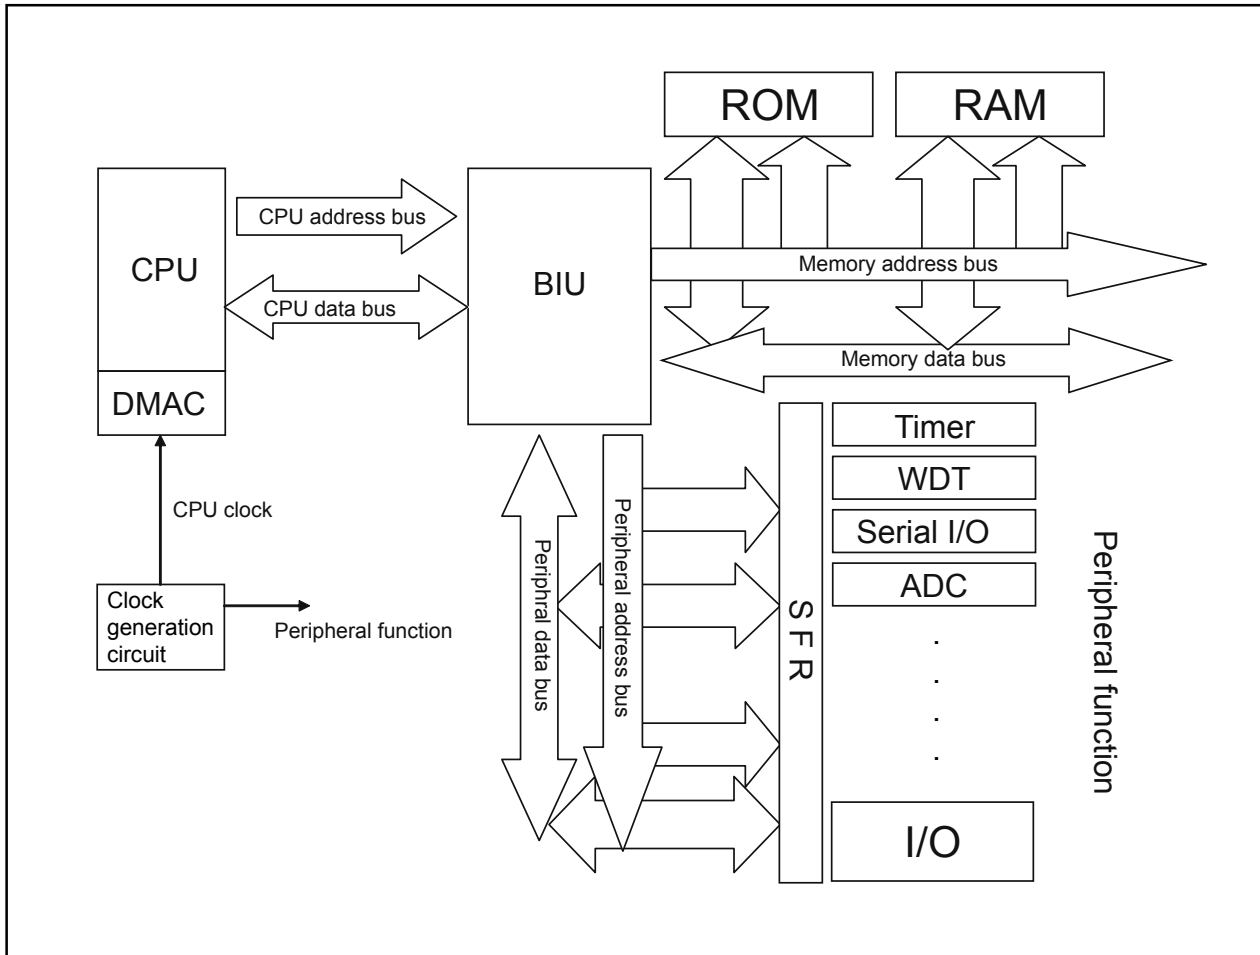 ROM
RAM
CPU address bus
CPU
BIU
Memory address bus
CPU data bus
Memory data bus
DMAC
Timer
WDT
CPU clock
Serial I/O
ADC
Clock
generation
circuit
Peripheral function
Periphral data bus
Peripheral address bus
S F R
.
.
.
.
Peripheral function
I/O